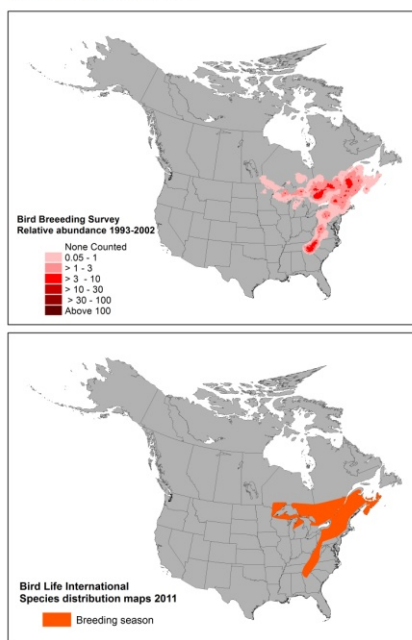 Bird Breeeding Survey
Relative abundance 1993-2002
None Counted
0.05 - 1
> 1 - 3
> 3 - 10
> 10 - 30
> 30 - 100
Above 100
Bird Life International
Species distribution maps 2011
Breeding season